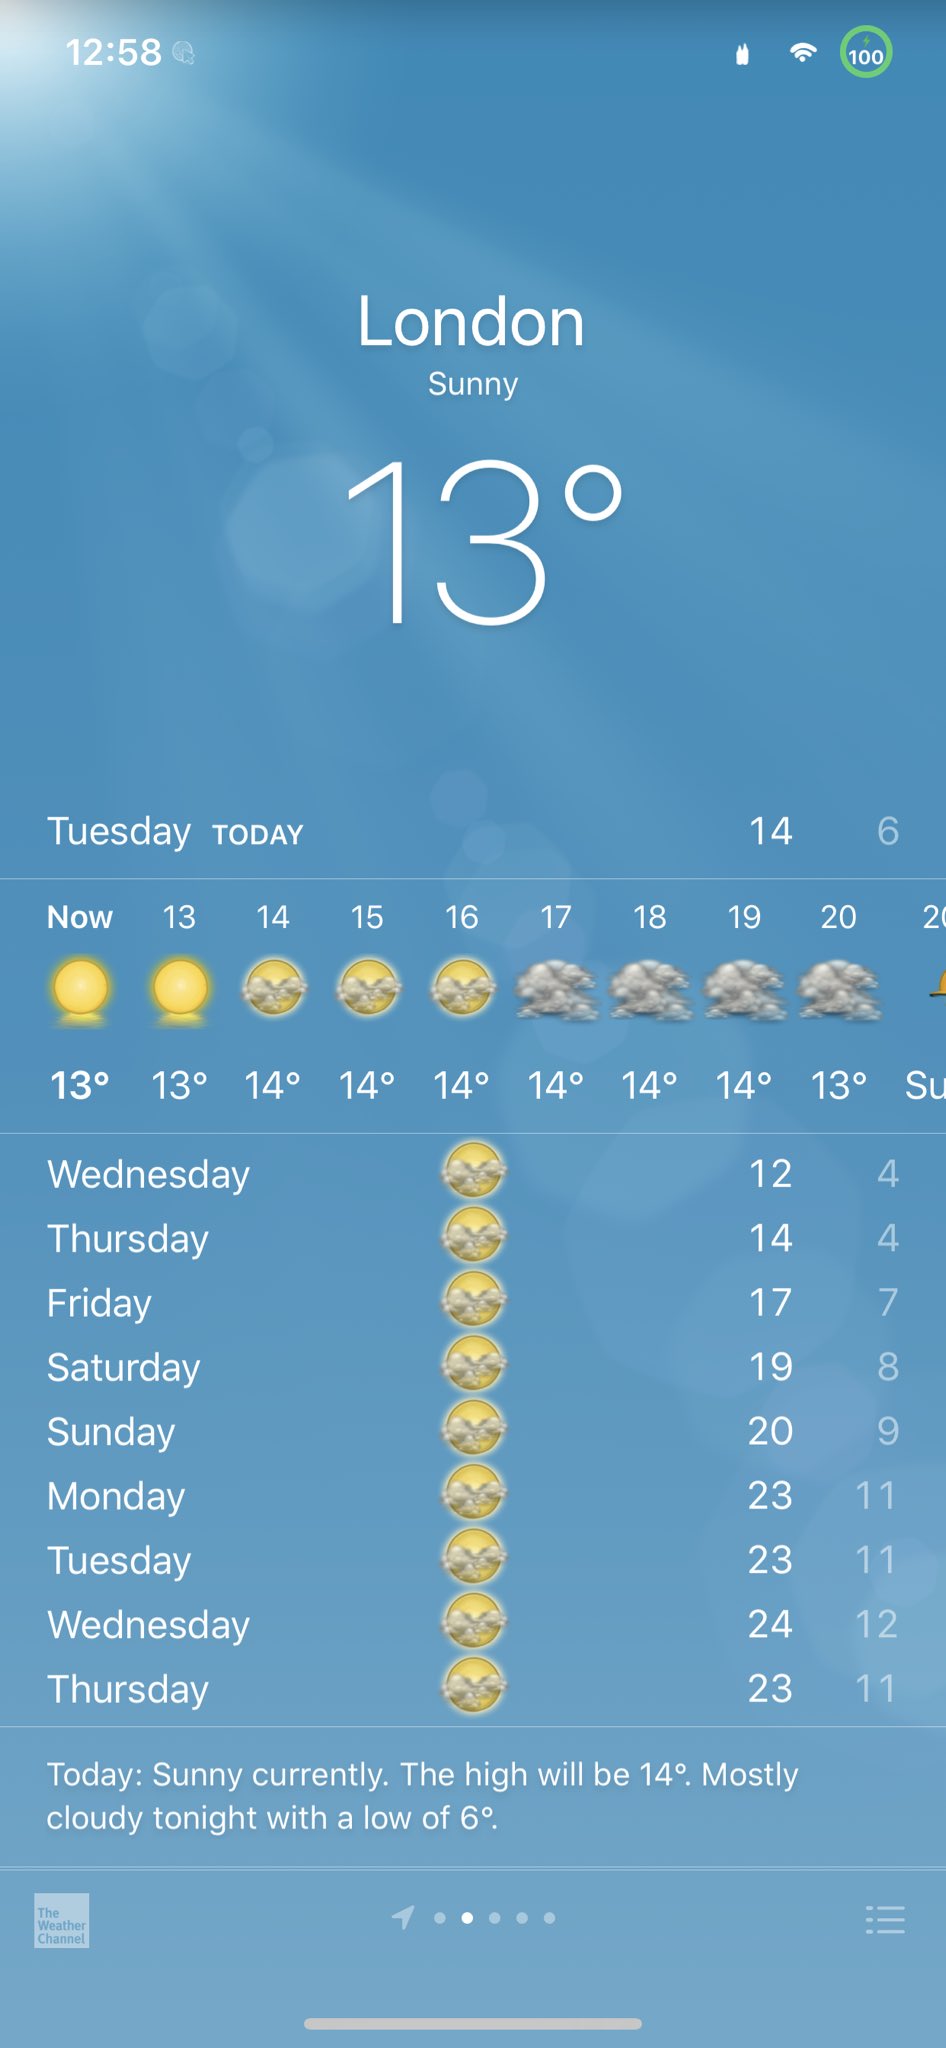 12:58
100
London
Sunny
13°
Tuesday TODAY 14 6
Now 13 14 15 16 17 18 19 20
13° 13° 14° 14° 14° 14° 14° 14° 13°
Wednesday 12 4
Thursday 14 4
Friday 17 7
Saturday 19 8
Sunday 20 9
Monday 23 11
Tuesday 23 11
Wednesday 24 12
Thursday 23 11
Today: Sunny currently. The high will be 14°. Mostly
cloudy tonight with a low of 6°.
The
Weather
Channel